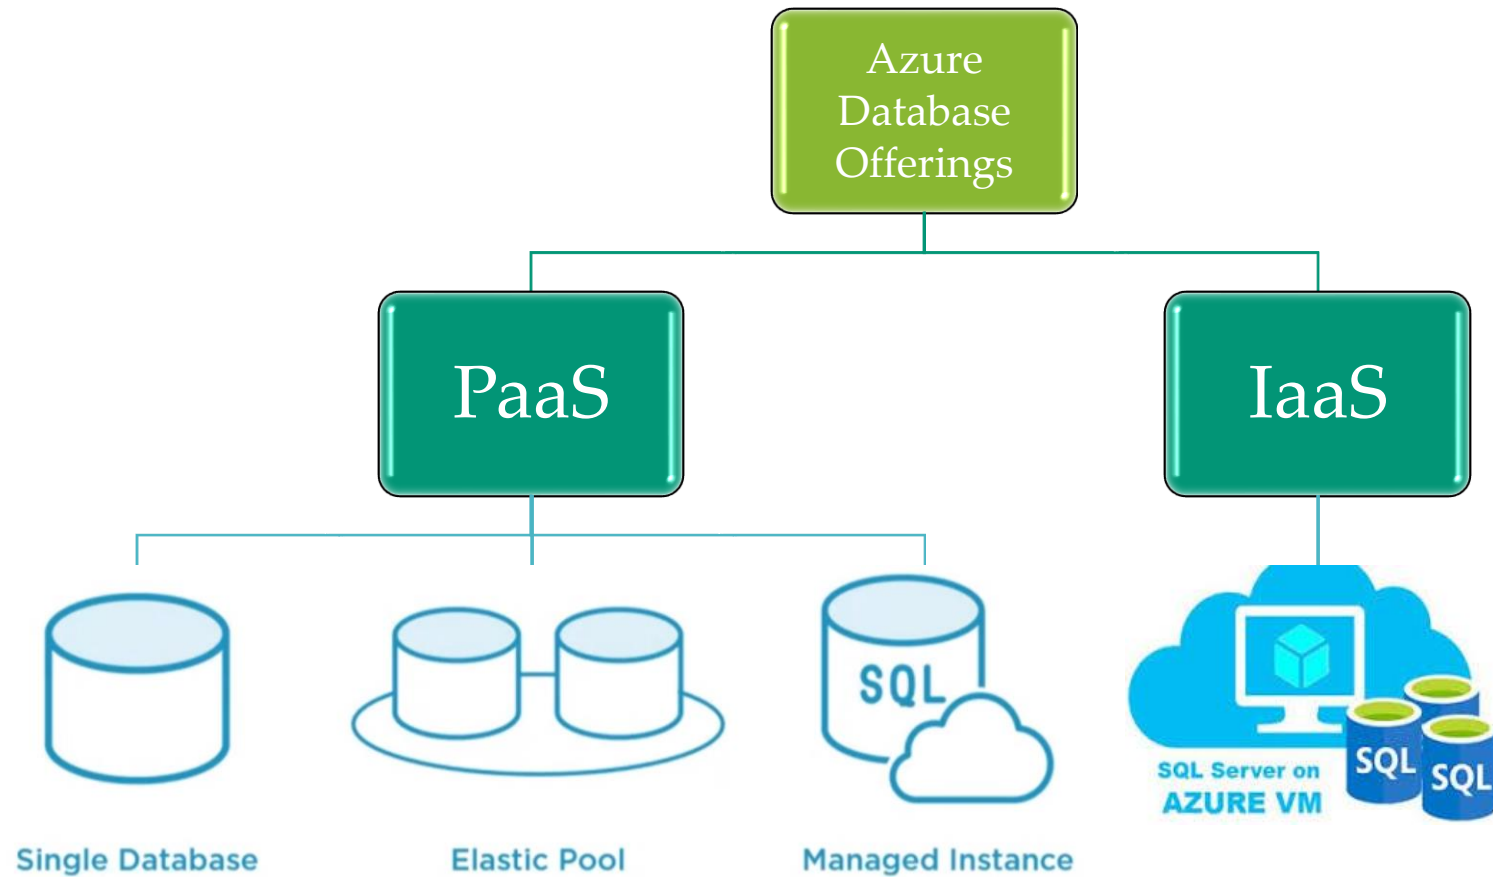 Azure
Database
Offerings
PaaS
IaaS
SQL
SQL Server on
AZURE VM
SQL
SQL
Single Database
Elastic Pool
Managed Instance